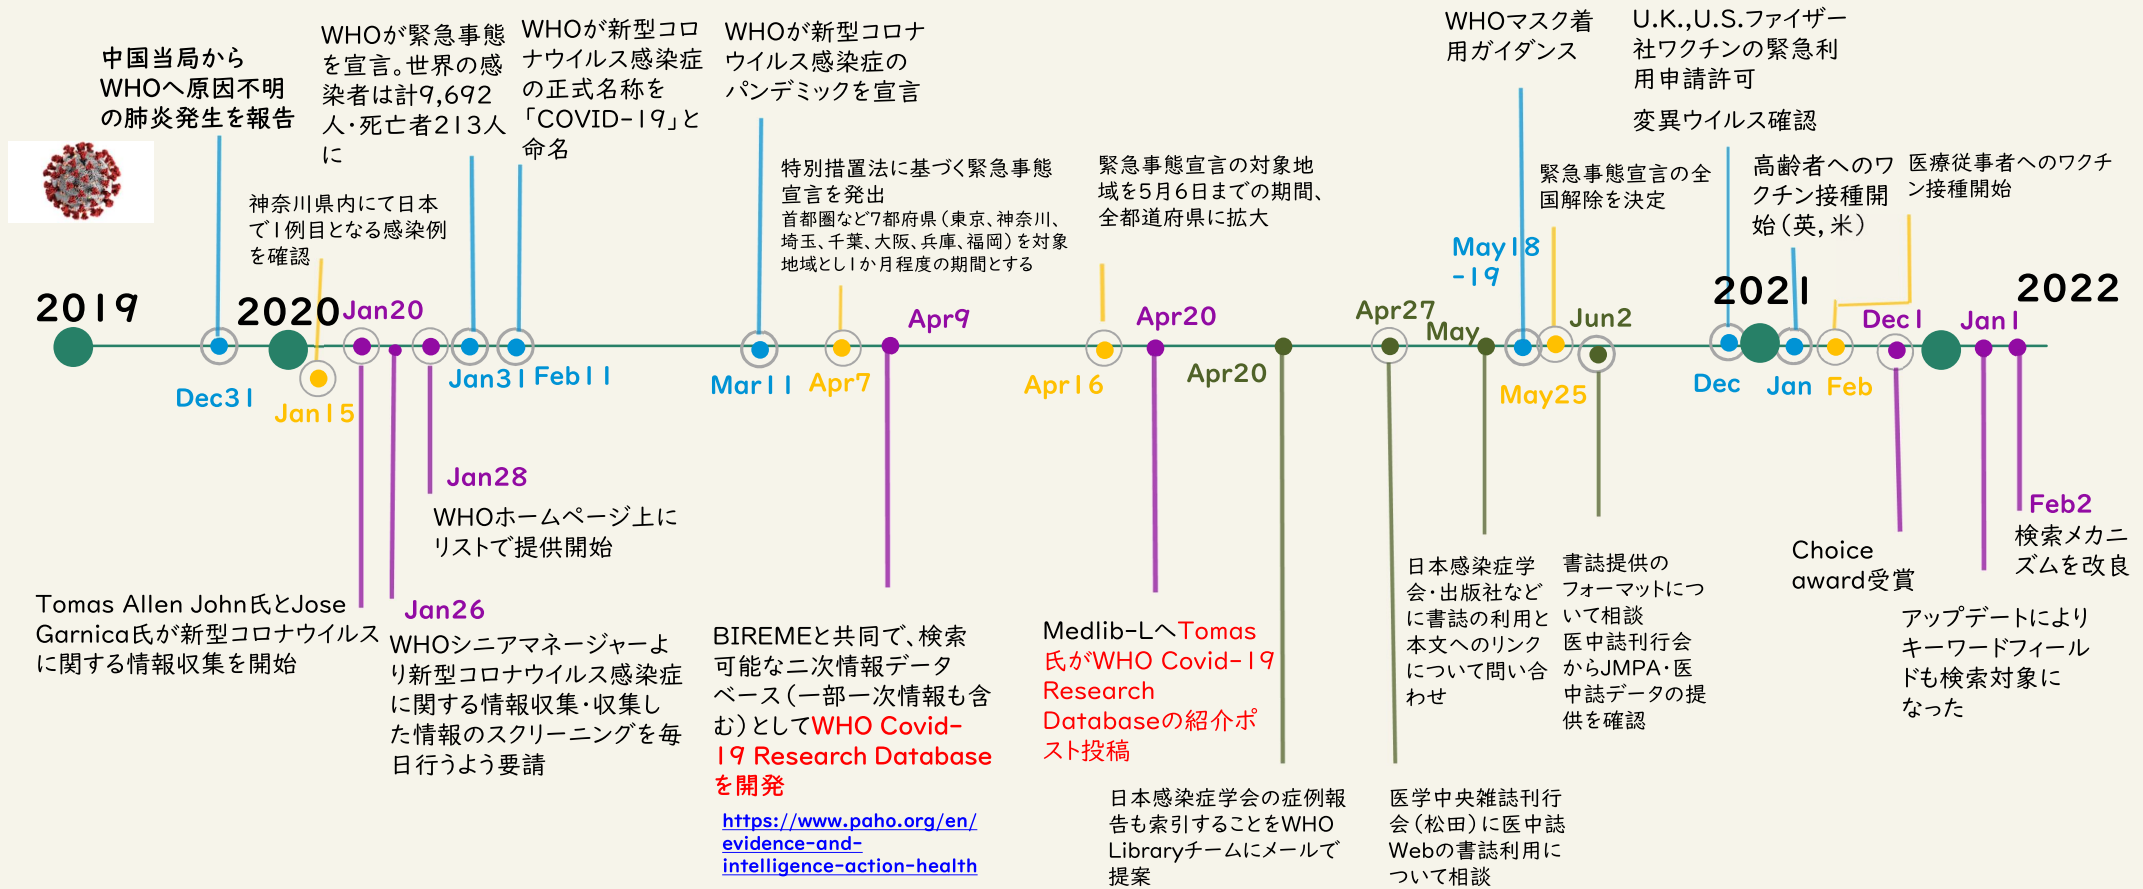 中国当局から
WHOへ原因不明
の肺炎発生を報告
WHOが緊急事態
を宣言。世界の感
染者は計9,692
人・死亡者213人
に
WHOが新型コロ
ナウイルス感染症
の正式名称を
「COVID-19」と
命名
WHOが新型コロナ
ウイルス感染症の
パンデミックを宣言
WHOマスク着
用ガイダンス
U.K.,U.S.ファイザー
社ワクチンの緊急利
用申請許可
変異ウイルス確認
神奈川県内にて日本
で1例目となる感染例
を確認
特別措置法に基づく緊急事態
宣言を発出
首都圏など7都府県（東京、神奈川、
埼玉、千葉、大阪、兵庫、福岡）を対象
地域とし1か月程度の期間とする
緊急事態宣言の対象地
域を5月6日までの期間、
全都道府県に拡大
緊急事態宣言の全
国解除を決定
高齢者へのワ
クチン接種開
始（英，米）
医療従事者へのワクチ
ン接種開始
2019
2020
Jan20
Apr9
Apr20
Apr27
May
May18
-19
Jun2
2021
Dec1
Jan1
2022
Dec31
Jan15
Jan31
Feb11
Mar11
Apr7
Apr16
Apr20
May25
Dec
Jan
Feb
Jan28
WHOホームページ上に
リストで提供開始
Tomas Allen John氏とJose
Garnica氏が新型コロナウイルス
に関する情報収集を開始
Jan26
WHOシニアマネージャーよ
り新型コロナウイルス感染症
に関する情報収集・収集し
た情報のスクリーニングを毎
日行うよう要請
BIREMEと共同で、検索
可能な二次情報データ
ベース（一部一次情報も含
む）としてWHO Covid-
19 Research Database
を開発
https://www.paho.org/en/
evidence-and-
intelligence-action-health
Medlib-LへTomas
氏がWHO Covid-19
Research
Databaseの紹介ポ
スト投稿
日本感染症学会の症例報
告も索引することをWHO
Libraryチームにメールで
提案
医学中央雑誌刊行
会（松田）に医中誌
Webの書誌利用に
ついて相談
日本感染症学
会・出版社など
に書誌の利用と
本文へのリンク
について問い合
わせ
書誌提供の
フォーマットにつ
いて相談
医中誌刊行会
からJMPA・医
中誌データの提
供を確認
Choice
award受賞
アップデートにより
キーワードフィール
ドも検索対象に
なった
Feb2
検索メカニ
ズムを改良